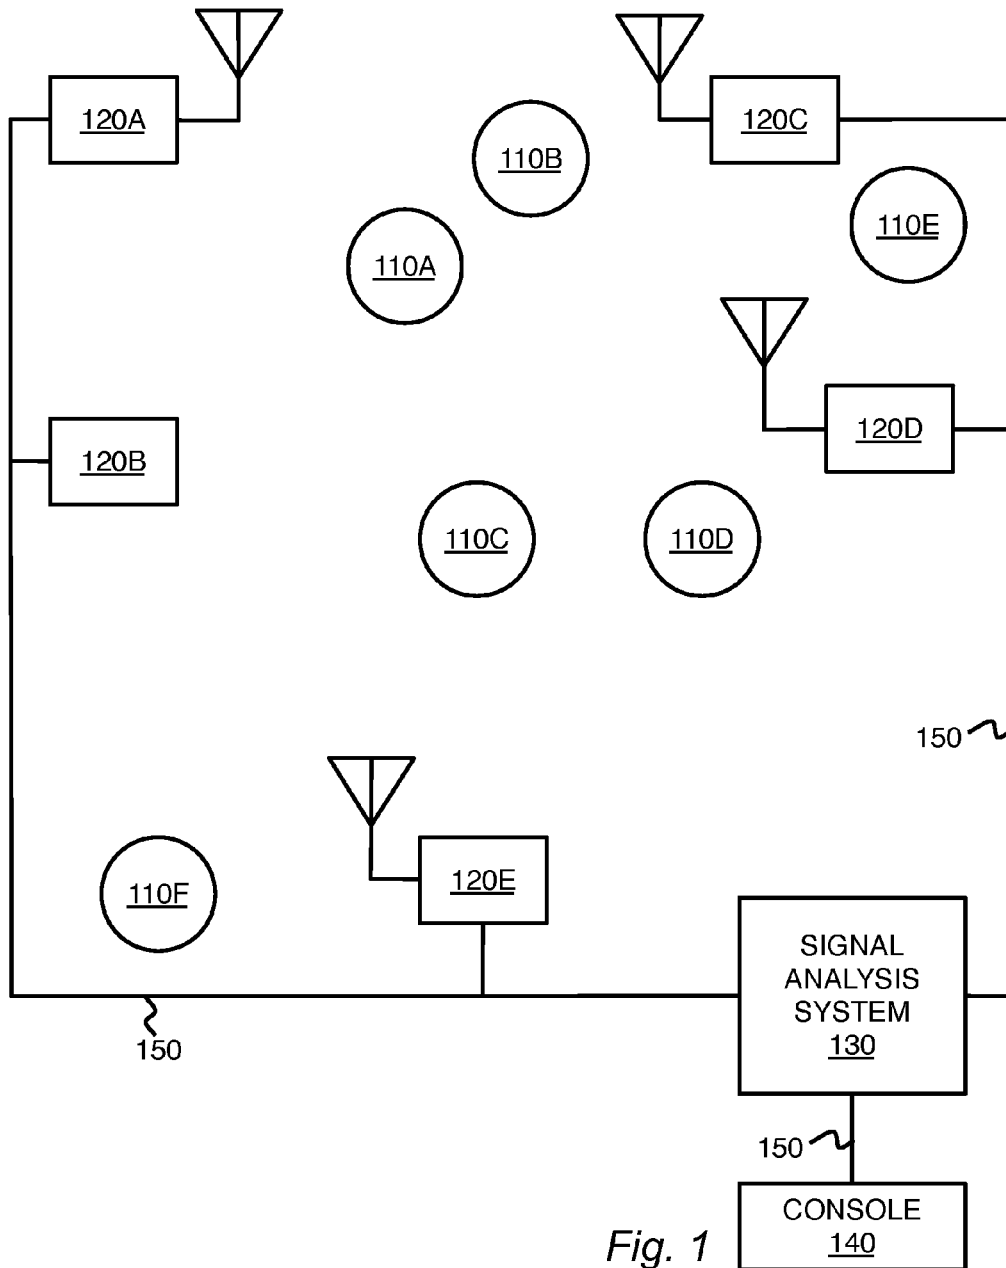 120A
120C
110B
110E
110A
120D
120B
110C
110D
150
120E
110F
SIGNAL
ANALYSIS
SYSTEM
130
150
150
CONSOLE
140
Fig. 1